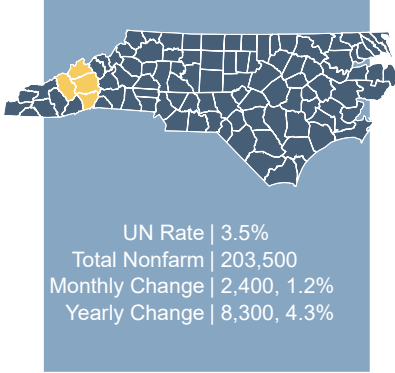 UN Rate | 3.5%
Total Nonfarm | 203,500
Monthly Change | 2,400, 1.2%
Yearly Change | 8,300, 4.3%